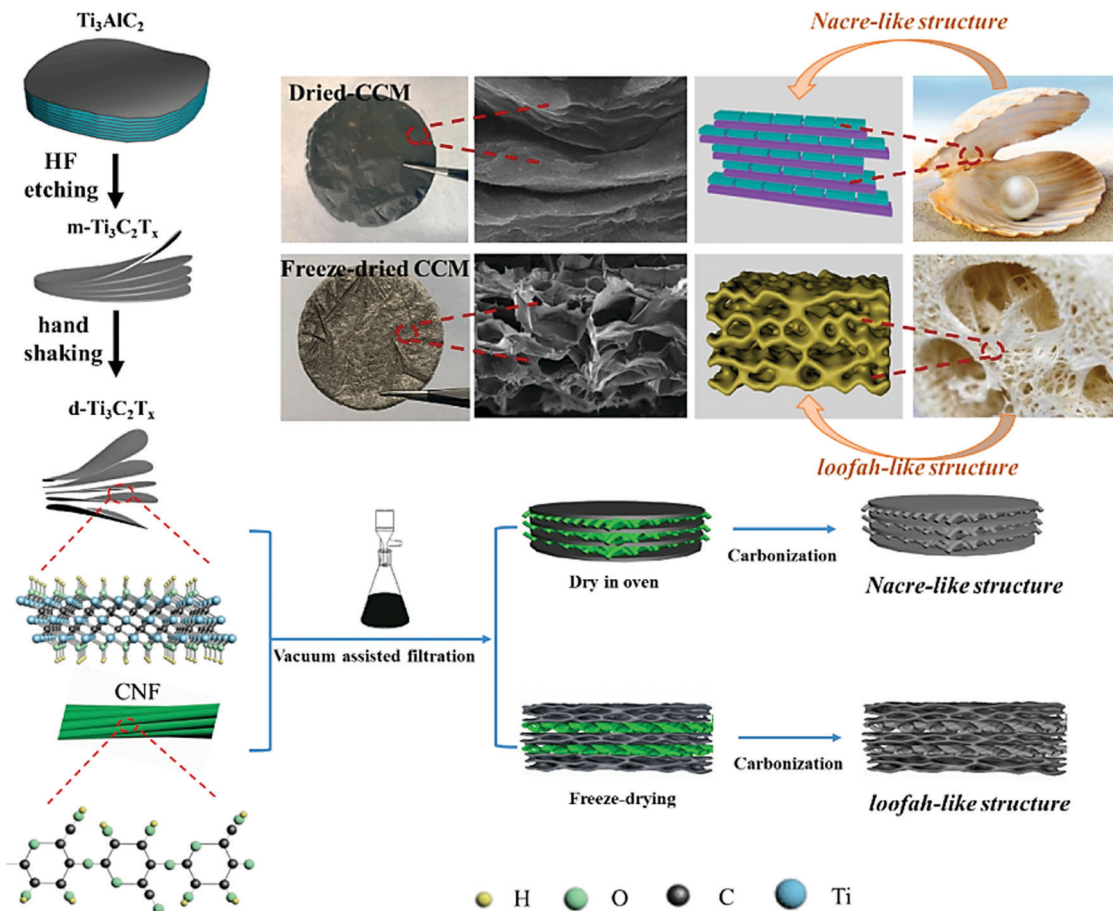 Ti₃AlC₂
HF
etching
m-Ti₃C₂Tₓ
hand
shaking
d-Ti₃C₂Tₓ
CNF
Nacre-like structure
Dried-CCM
Freeze-dried CCM
loofah-like structure
Vacuum assisted filtration
Dry in oven
Carbonization
Nacre-like structure
Freeze-drying
Carbonization
loofah-like structure
H O C Ti